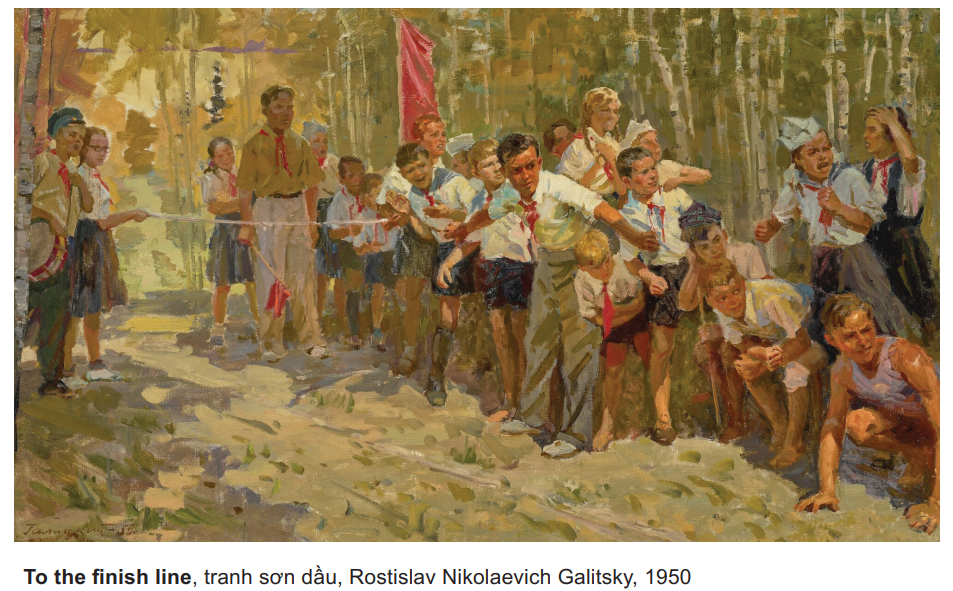 To the finish line, tranh sơn dầu, Rostislav Nikolaevich Galitsky, 1950